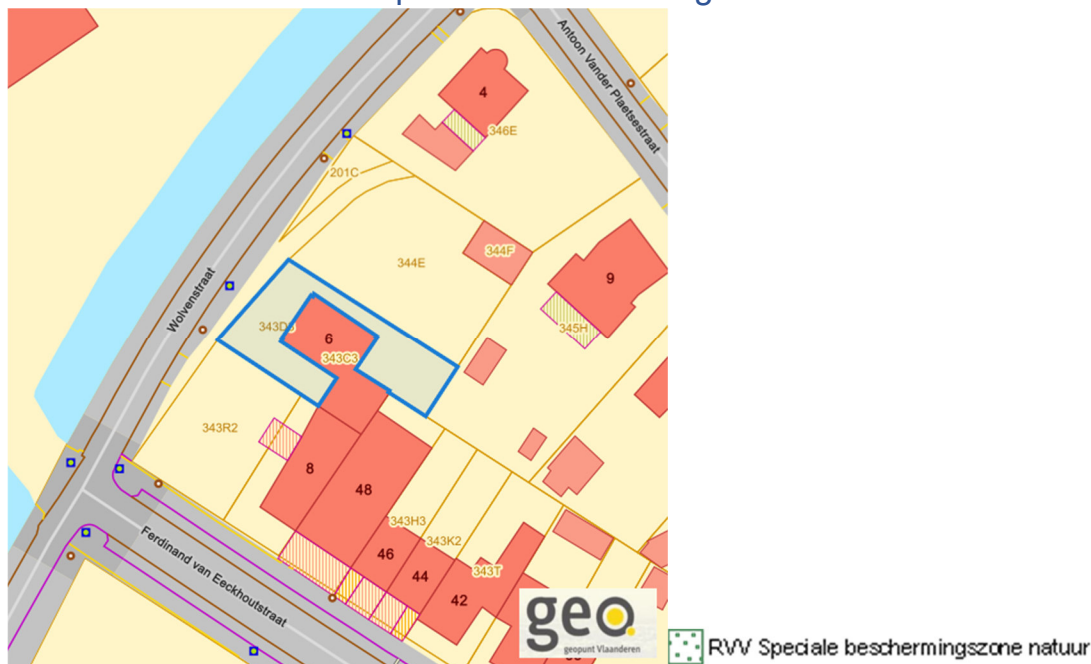 Antoon Vander Plaetsestraat
4
346E
201C
344F
344E
9
Wolvenstraat
345H
343D3
6
343C3
343R2
8
48
343H3
46
343K2
44
343T
42
Ferdinand van Eeckhoutstraat
geo
geopunt Vlaanderen
RVV Speciale beschermingszone natuur